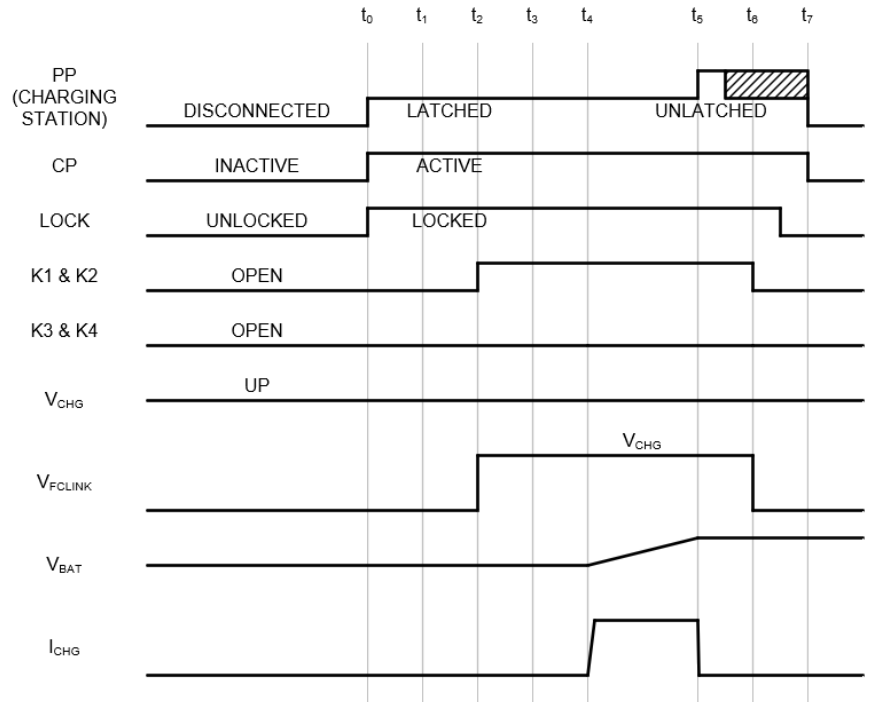 t0 t1 t2 t3 t4 t5 t6 t7
PP
(CHARGING
STATION)
DISCONNECTED LATCHED UNLATCHED
CP INACTIVE ACTIVE
LOCK UNLOCKED LOCKED
K1 & K2 OPEN
K3 & K4 OPEN
VCHG UP
VFCLINK VCHG
VBAT
ICHG